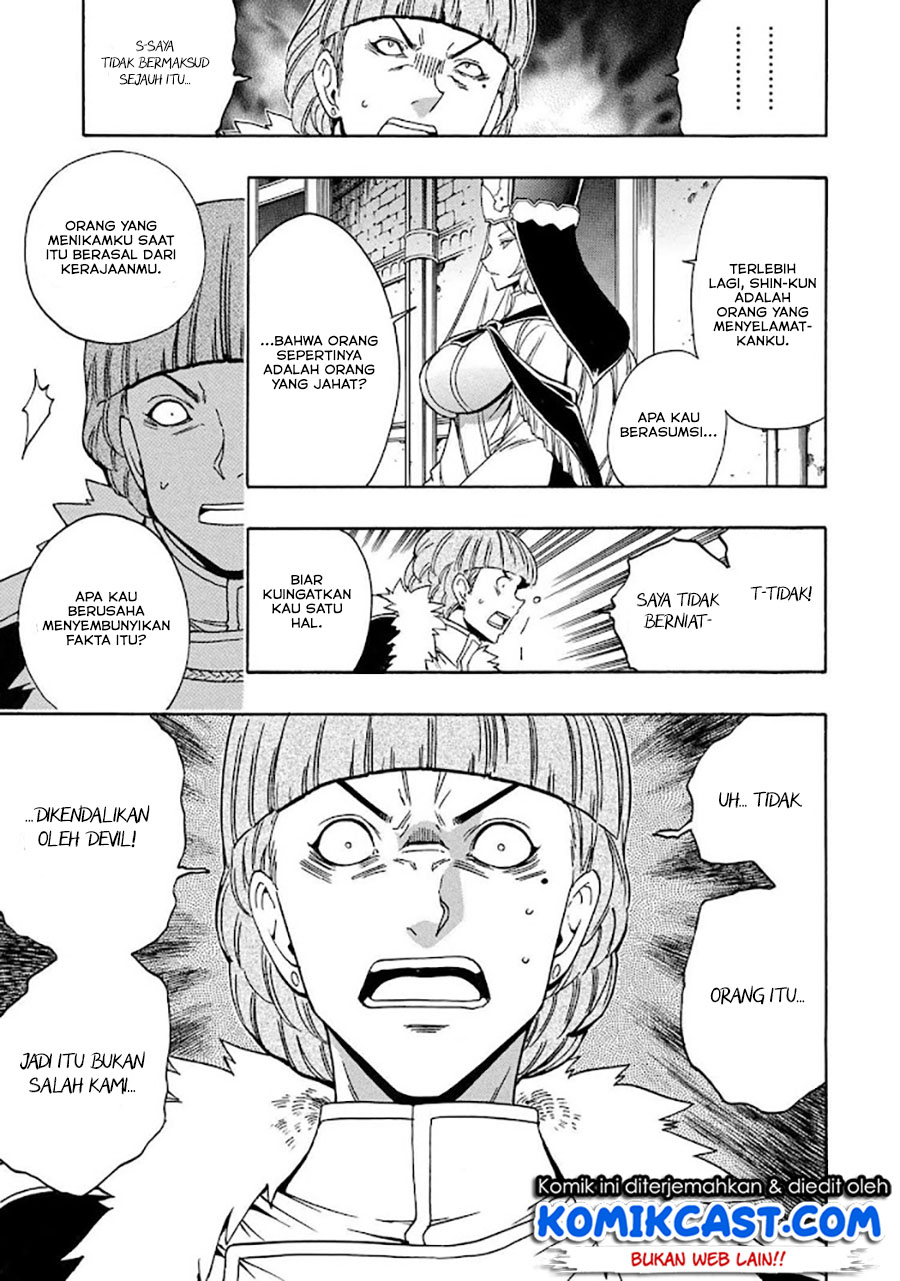 S-SAYA
TIDAK BERMAKSUD
SEJAUH ITU...
TERLEBIH
LAGI, SHIN-KUN
ADALAH
ORANG YANG
MENYELAMAT-
KANKU.
APA KAU
BERASUMSI...
...BAHWA ORANG
SEPERTINYA
ADALAH ORANG
YANG JAHAT?
T-TIDAK!
SAYA TIDAK
BERNIAT-
BIAR
KUINGATKAN
KAU SATU
HAL.
ORANG YANG
MENIKAMKU SAAT
ITU BERASAL DARI
KERAJAANMU.
APA KAU
BERUSAHA
MENYEMBUNYIKAN
FAKTA ITU?
UH... TIDAK
ORANG ITU...
...DIKENDALIKAN
OLEH DEVIL!
JADI ITU BUKAN
SALAH KAMI...
Komik ini diterjemahkan & diedit oleh
KOMIKCAST.COM
BUKAN WEB LAIN!!